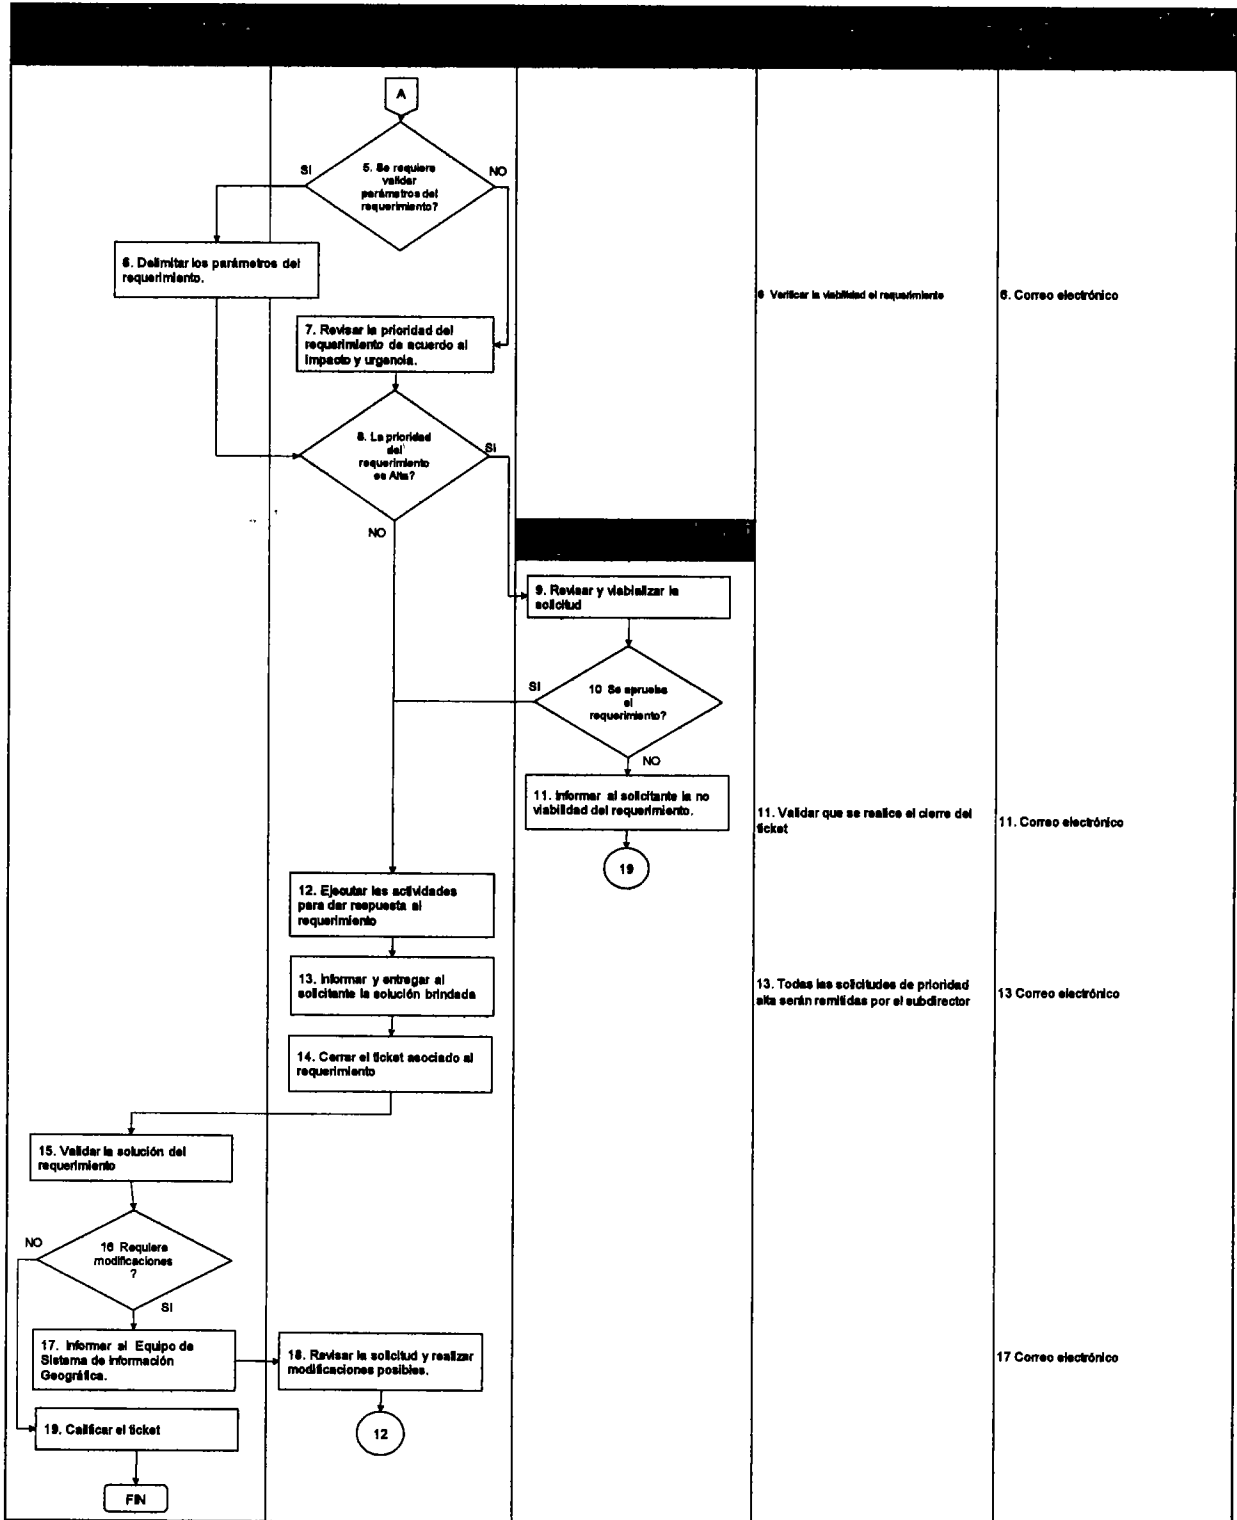 A
5. Se requiere
validar
parámetros del
requerimiento?
SI
NO
6. Delimitar los parámetros del
requerimiento.
6 Verificar la viabilidad el requerimiento
6. Correo electrónico
7. Revisar la prioridad del
requerimiento de acuerdo al
impacto y urgencia.
8. La prioridad
del
requerimiento
es Alta?
SI
NO
9. Revisar y viabializar la
solicitud
10 Se aprueba
el
requerimiento?
SI
NO
11. Informar al solicitante la no
viabilidad del requerimiento.
11. Validar que se realice el cierre del
ticket
11. Correo electrónico
19
12. Ejecutar las actividades
para dar respuesta al
requerimiento
13. Informar y entregar al
solicitante la solución brindada
13. Todas las solicitudes de prioridad
alta serán remitidas por el subdirector
13 Correo electrónico
14. Cerrar el ticket asociado al
requerimiento
15. Validar la solución del
requerimiento
16 Requiere
modificaciones
?
NO
SI
17. Informar al Equipo de
Sistema de Información
Geográfica.
18. Revisar la solicitud y realizar
modificaciones posibles.
17 Correo electrónico
19. Calificar el ticket
12
FIN